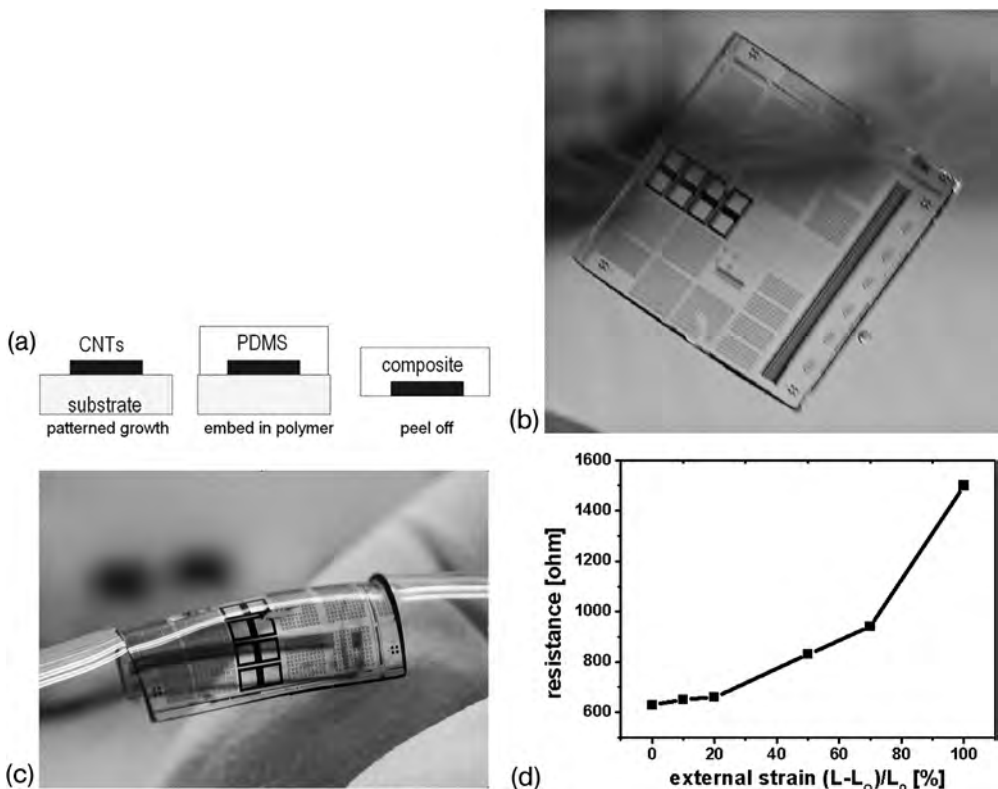 (a)
CNTs
substrate
patterned growth
PDMS
embed in polymer
composite
peel off
(b)
(c)
1600
1400
1200
1000
800
600
resistance [ohm]
0 20 40 60 80 100
external strain (L-L₀)/L₀ [%]
(d)